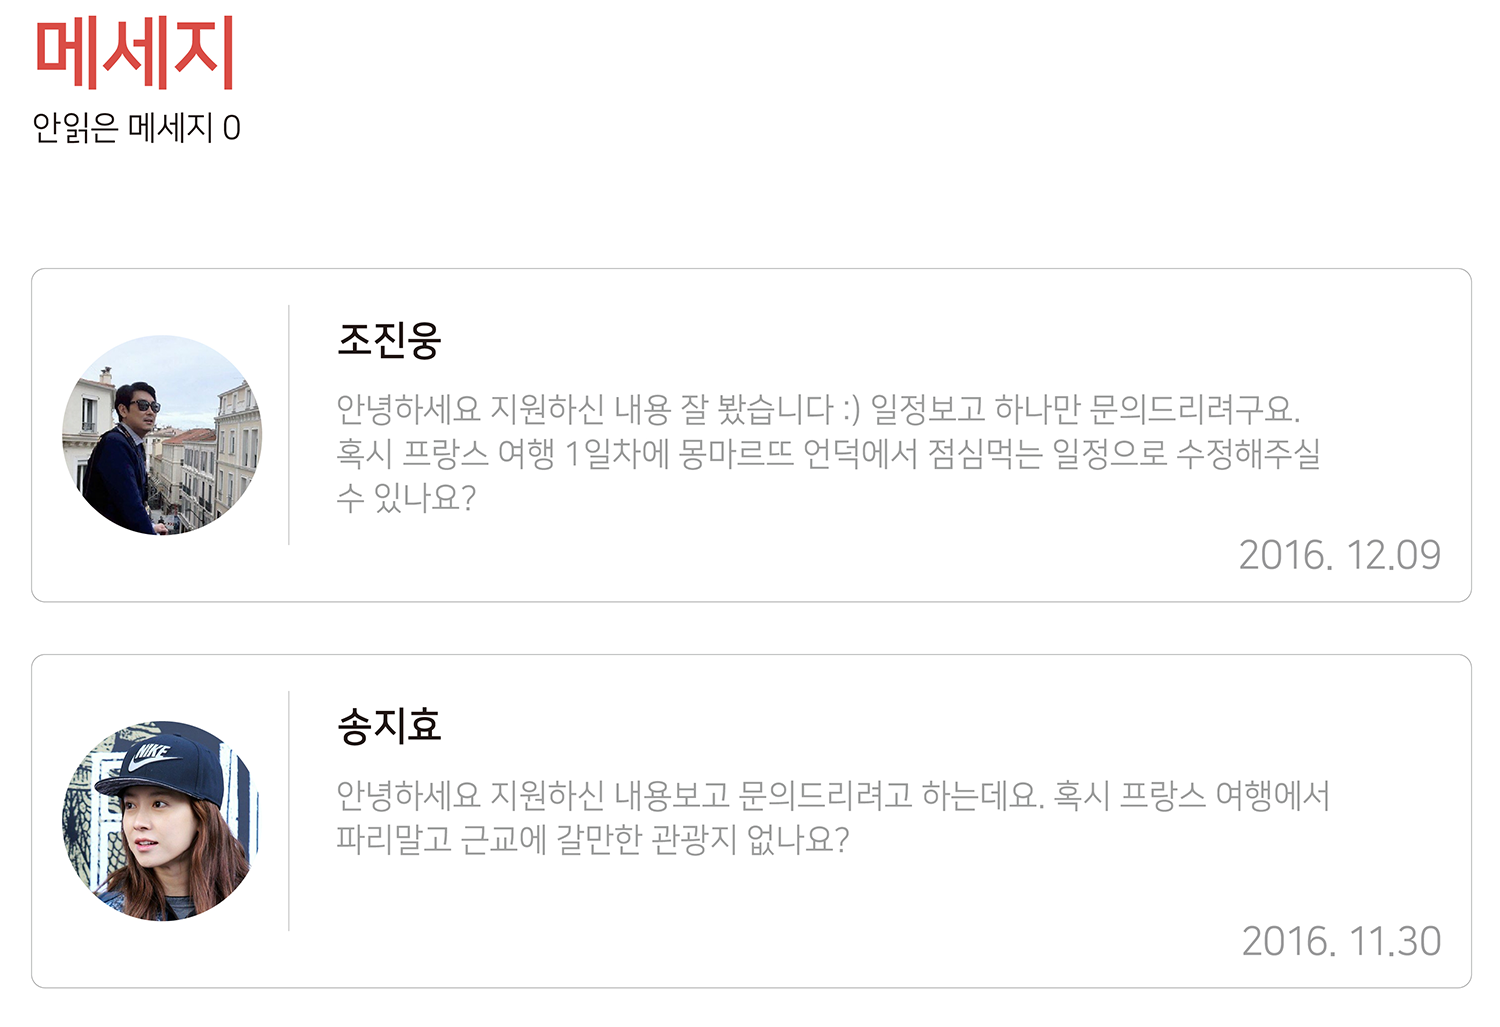 메세지
안읽은 메세지 0
조진웅
안녕하세요 지원하신 내용 잘 봤습니다 :) 일정보고 하나만 문의드리려구요.
혹시 프랑스 여행 1일차에 몽마르뜨 언덕에서 점심먹는 일정으로 수정해주실
수 있나요?
2016. 12.09
NIKE
송지효
안녕하세요 지원하신 내용보고 문의드리려고 하는데요. 혹시 프랑스 여행에서
파리말고 근교에 갈만한 관광지 없나요?
2016. 11.30